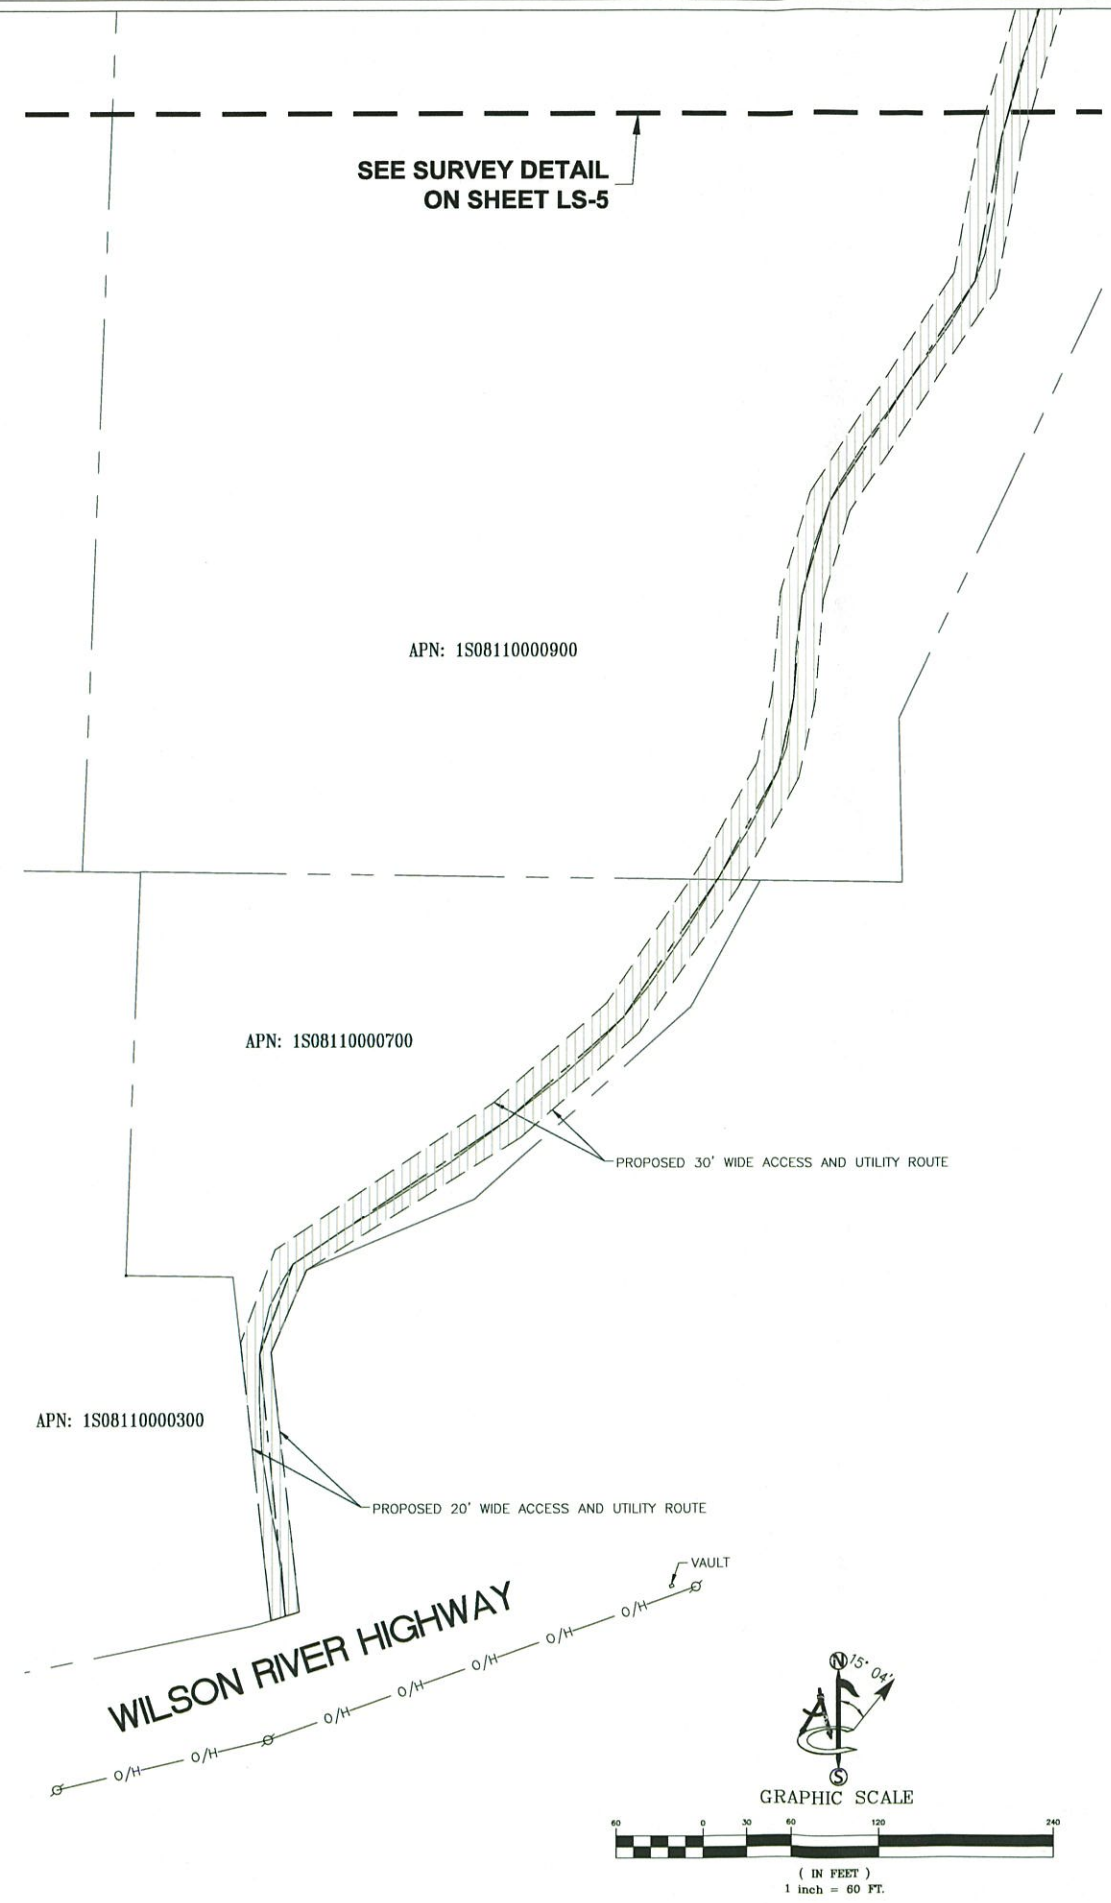 SEE SURVEY DETAIL
ON SHEET LS-5
APN: 1S08110000900
APN: 1S08110000700
PROPOSED 30' WIDE ACCESS AND UTILITY ROUTE
APN: 1S08110000300
PROPOSED 20' WIDE ACCESS AND UTILITY ROUTE
VAULT
WILSON RIVER HIGHWAY
O/H O/H O/H O/H O/H O/H O/H
N 15° 04'
S
GRAPHIC SCALE
60 0 30 60 120 240
( IN FEET )
1 inch = 60 FT.